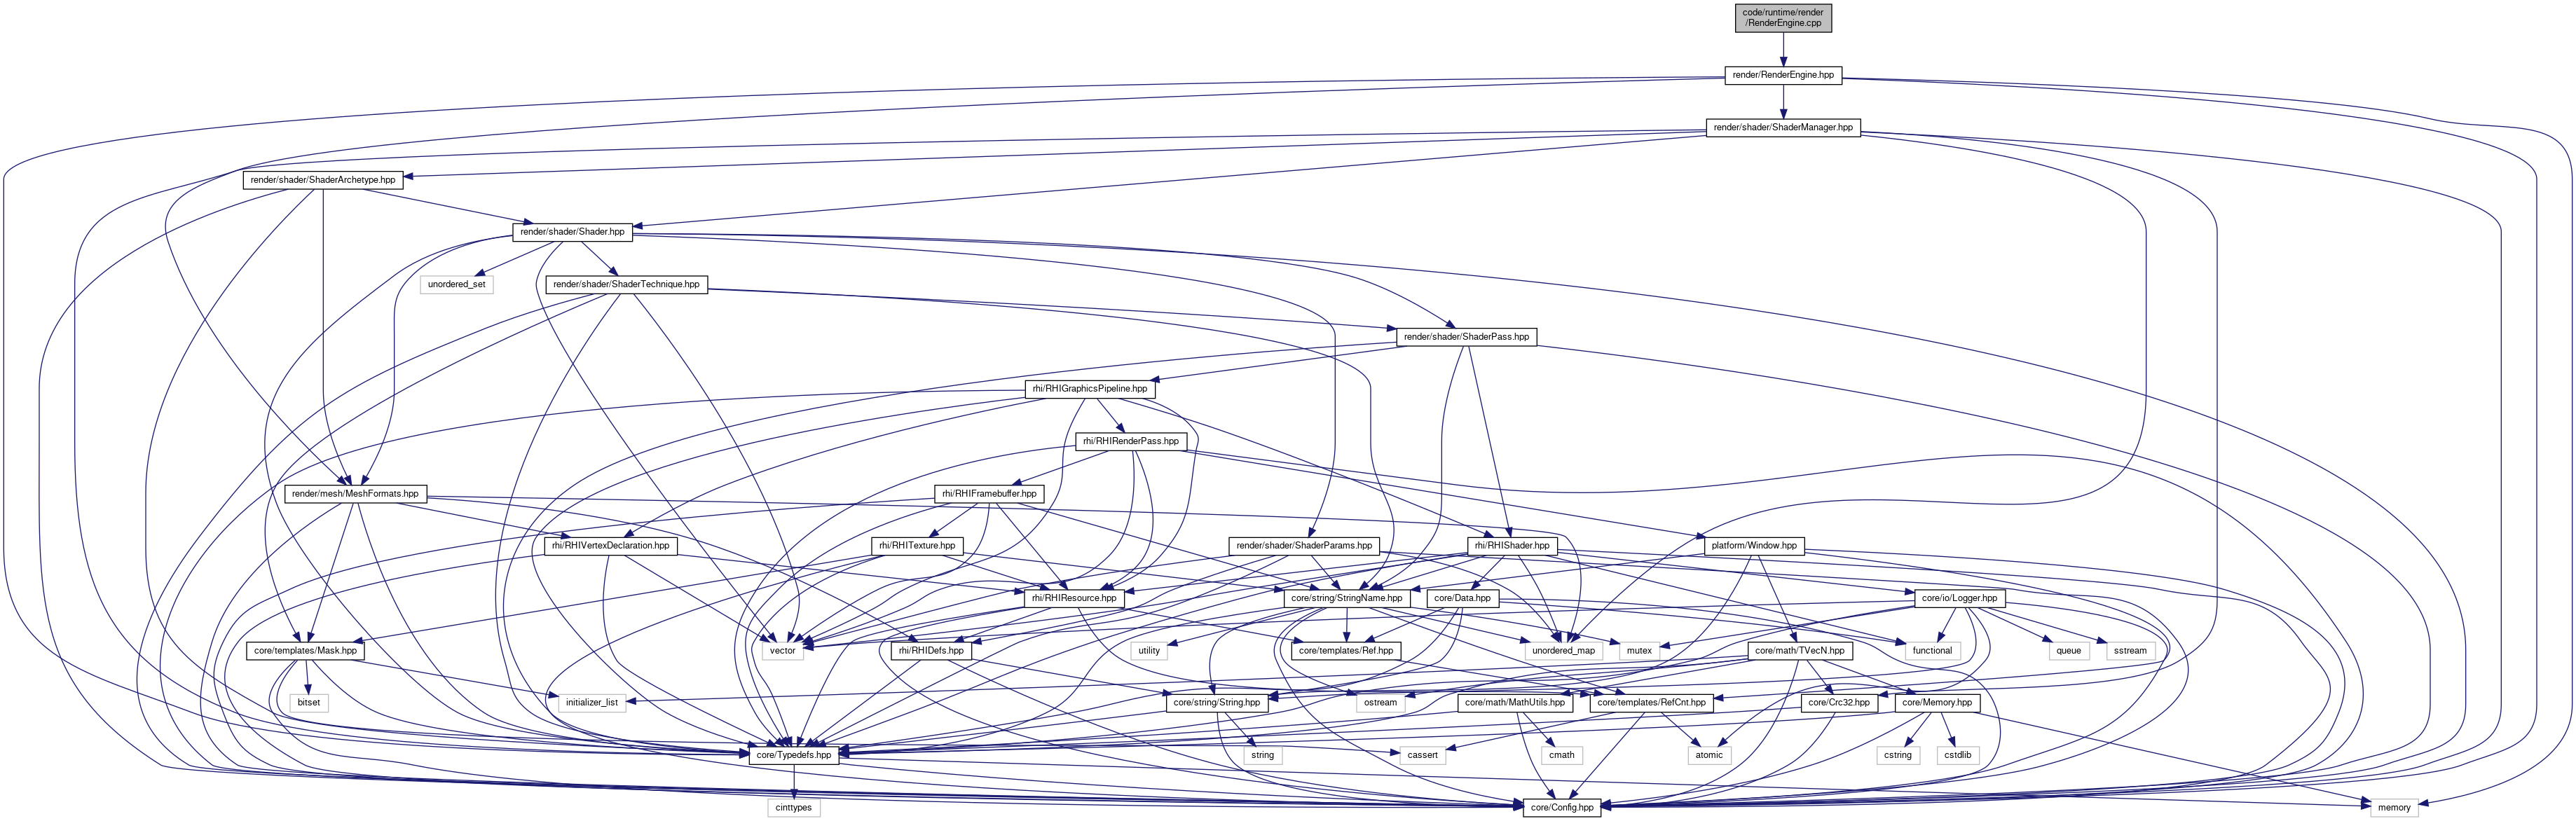 code/runtime/render
/RenderEngine.cpp
render/RenderEngine.hpp
render/shader/ShaderManager.hpp
render/shader/ShaderArchetype.hpp
render/shader/Shader.hpp
unordered_set
render/shader/ShaderTechnique.hpp
render/shader/ShaderPass.hpp
rhi/RHIGraphicsPipeline.hpp
rhi/RHIRenderPass.hpp
render/mesh/MeshFormats.hpp
rhi/RHIFramebuffer.hpp
rhi/RHIVertexDeclaration.hpp
rhi/RHITexture.hpp
render/shader/ShaderParams.hpp
rhi/RHIShader.hpp
platform/Window.hpp
rhi/RHIResource.hpp
core/string/StringName.hpp
core/Data.hpp
core/io/Logger.hpp
core/templates/Mask.hpp
vector
rhi/RHIDefs.hpp
utility
core/templates/Ref.hpp
unordered_map
mutex
core/math/TVecN.hpp
functional
queue
sstream
bitset
initializer_list
core/string/String.hpp
ostream
core/math/MathUtils.hpp
core/templates/RefCnt.hpp
core/Crc32.hpp
core/Memory.hpp
core/Typedefs.hpp
string
cassert
cmath
atomic
cstring
cstdlib
cinttypes
core/Config.hpp
memory